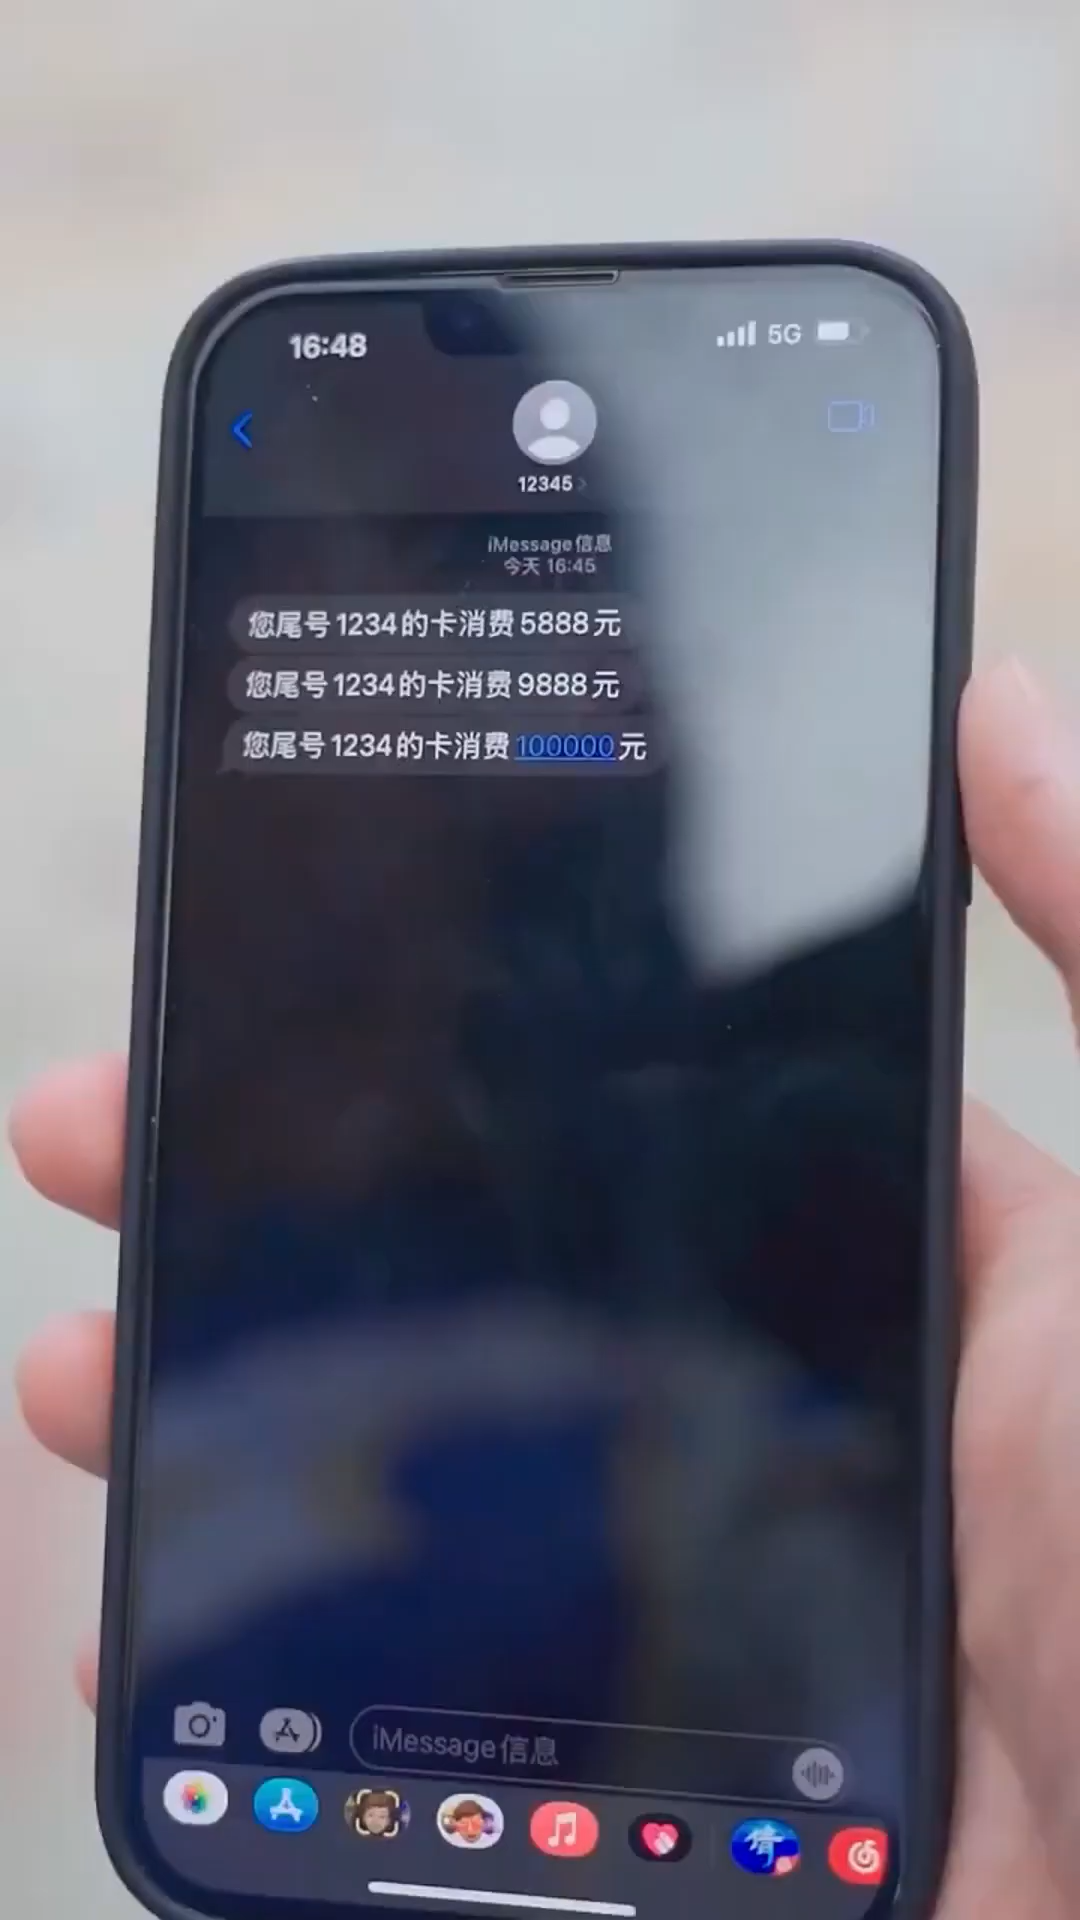 16:48
5G
12345
iMessage信息
今天 16:45
您尾号1234的卡消费5888元
您尾号1234的卡消费9888元
您尾号1234的卡消费100000元
iMessage信息
倩